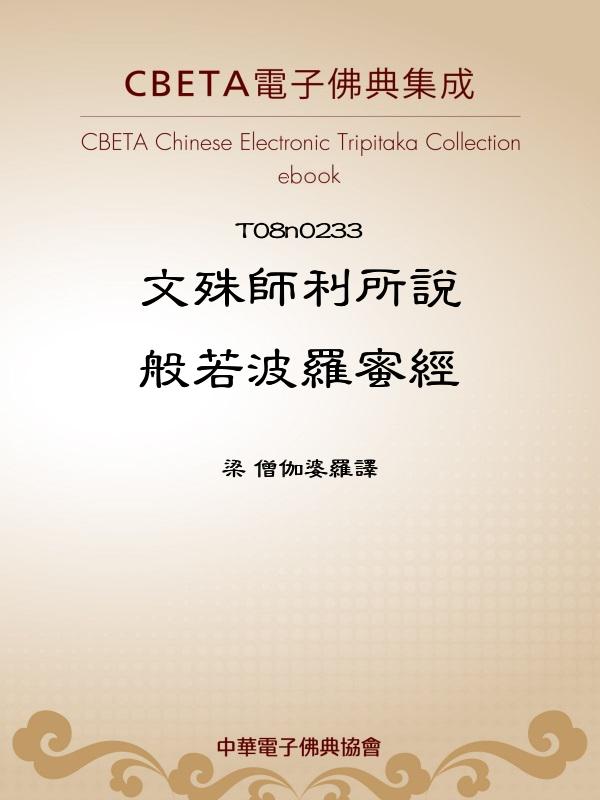 CBETA電子佛典集成
CBETA Chinese Electronic Tripitaka Collection
ebook
T08n0233
文殊師利所說
般若波羅蜜經
梁 僧伽婆羅譯
中華電子佛典協會